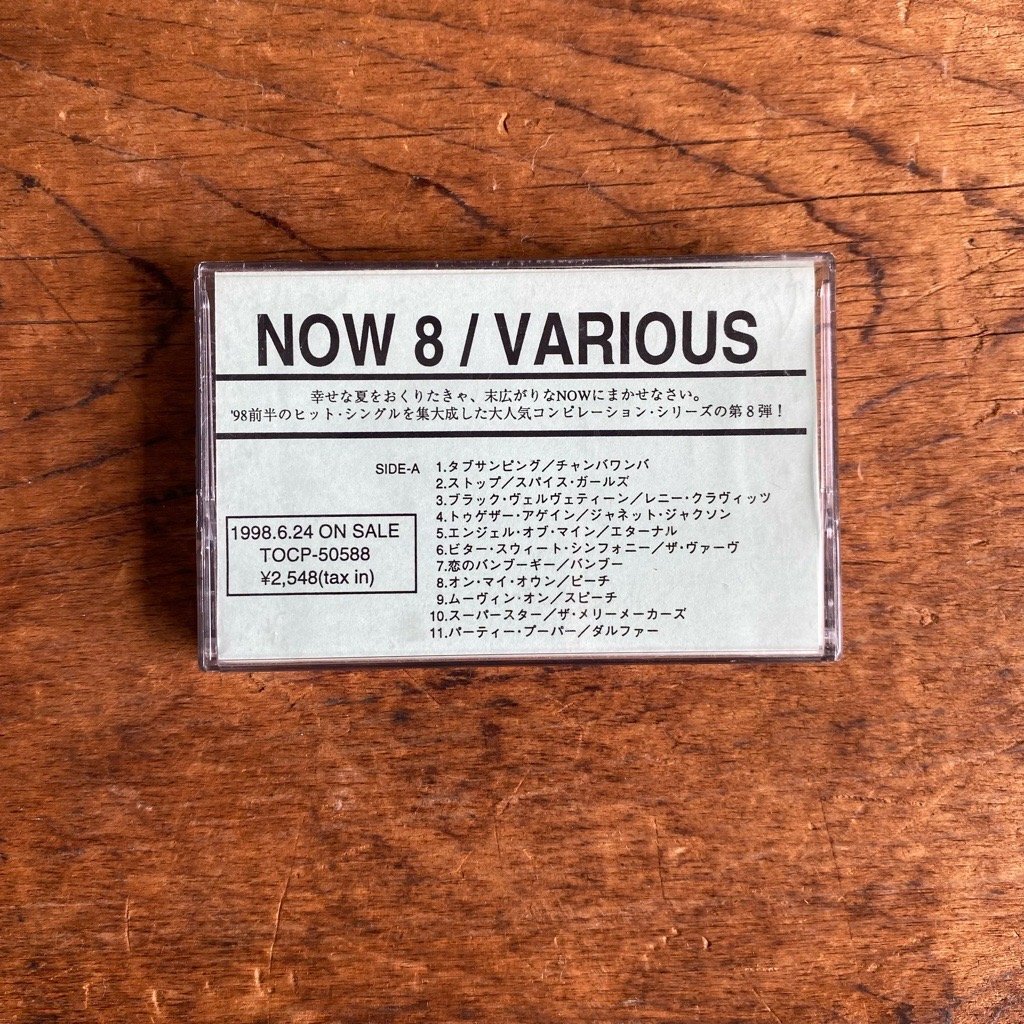 NOW 8 / VARIOUS
幸せな夏をおくりたきゃ、末広がりなNOWにまかせなさい。
'98前半のヒット・シングルを集大成した大人気コンピレーション・シリーズの第8弾！
SIDE-A
1.タブサンピング／チャンバワンバ
2.ストップ／スパイス・ガールズ
3.ブラック・ヴェルヴェティーン／レニー・クラヴィッツ
4.トゥゲザー・アゲイン／ジャネット・ジャクソン
5.エンジェル・オブ・マイン／エターナル
6.ビター・スウィート・シンフォニー／ザ・ヴァーヴ
7.恋のバンブーギー／バンブー
8.オン・マイ・オウン／ピーチ
9.ムーヴィン・オン／スピーチ
10.スーパースター／ザ・メリーメーカーズ
11.パーティー・プーパー／ダルファー
1998.6.24 ON SALE
TOCP-50588
¥2,548(tax in)